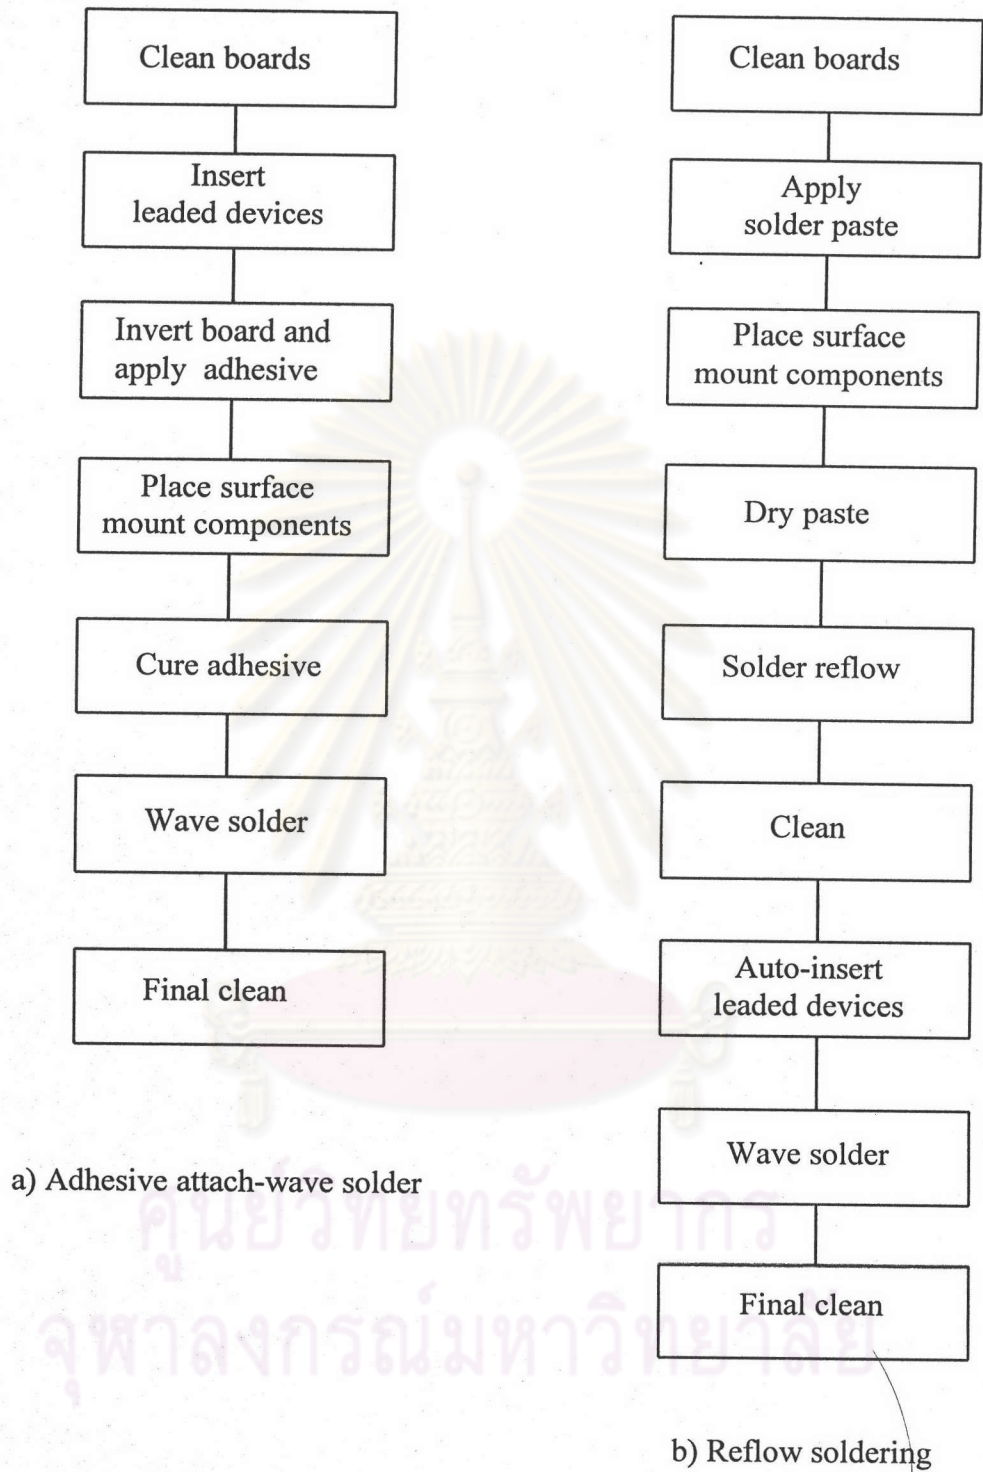 Clean boards
Insert
leaded devices
Invert board and
apply adhesive
Place surface
mount components
Cure adhesive
Wave solder
Final clean
a) Adhesive attach-wave solder
Clean boards
Apply
solder paste
Place surface
mount components
Dry paste
Solder reflow
Clean
Auto-insert
leaded devices
Wave solder
Final clean
b) Reflow soldering
ศูนย์วิทยทรัพยากร
จุฬาลงกรณ์มหาวิทยาลัย